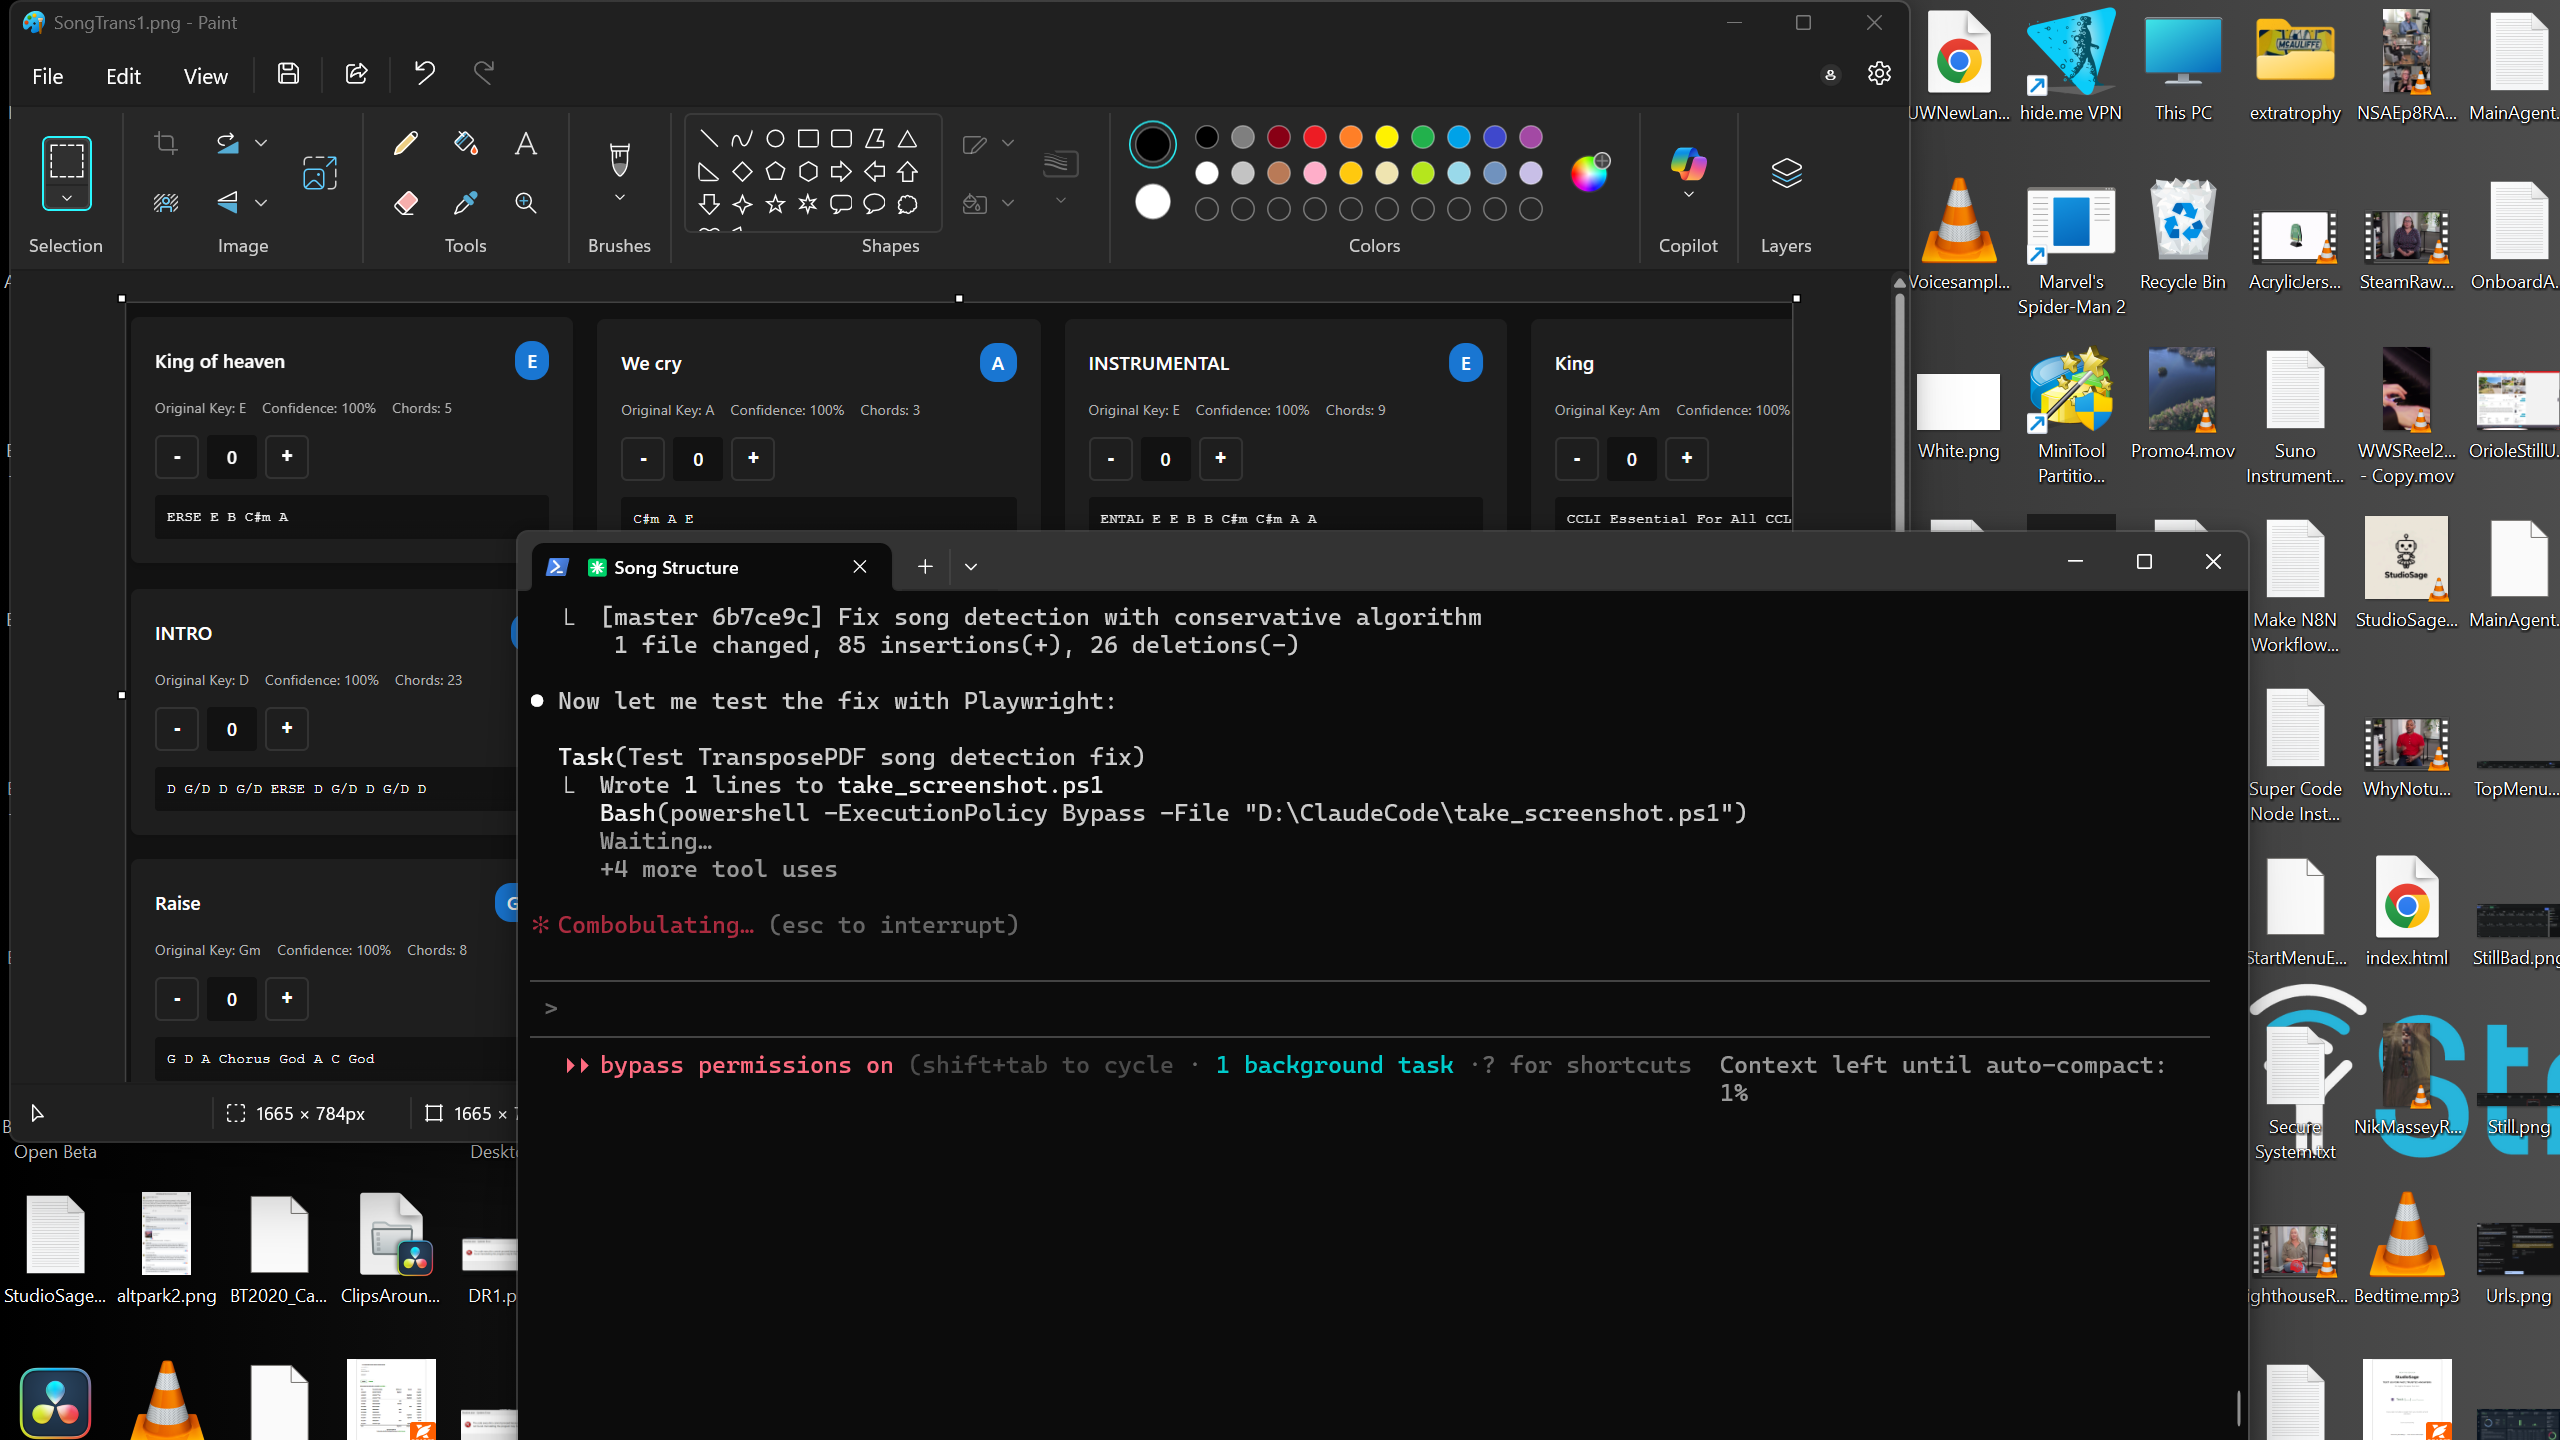 SongTrans1.png - Paint
File
Edit
View
8
Selection
Image
Tools
Brushes
Shapes
Colors
Copilot
Layers
King of heaven
E
Original Key: E Confidence: 100% Chords: 5
- 0 +
ERSE E B C#m A
We cry
A
Original Key: A Confidence: 100% Chords: 3
- 0 +
C#m A E
INSTRUMENTAL
E
Original Key: E Confidence: 100% Chords: 9
- 0 +
ENTAL E E B B C#m C#m A A
King
Original Key: Am Confidence: 100%
- 0 +
CCLI Essential For All CCL
INTRO
Original Key: D Confidence: 100% Chords: 23
- 0 +
D G/D D G/D ERSE D G/D D G/D D
Raise
G
Original Key: Gm Confidence: 100% Chords: 8
- 0 +
G D A Chorus God A C God
1665 × 784px
1665 ×
Song Structure
[master 6b7ce9c] Fix song detection with conservative algorithm
1 file changed, 85 insertions(+), 26 deletions(-)
● Now let me test the fix with Playwright:
Task(Test TransposePDF song detection fix)
Wrote 1 lines to take_screenshot.ps1
Bash(powershell -ExecutionPolicy Bypass -File "D:\ClaudeCode\take_screenshot.ps1")
Waiting…
+4 more tool uses
* Combobulating… (esc to interrupt)
>
bypass permissions on (shift+tab to cycle · 1 background task ·? for shortcuts
Context left until auto-compact:
1%
UWNewLan...
hide.me VPN
This PC
extratrophy
NSAEp8RA...
MainAgent.
Voicesampl...
Marvel's
Spider-Man 2
Recycle Bin
AcrylicJers...
SteamRaw...
OnboardA.
White.png
MiniTool
Partitio...
Promo4.mov
Suno
Instrument...
WWSReel2...
- Copy.mov
OrioleStillU.
Make N8N
Workflow...
StudioSage
StudioSage...
MainAgent.
Super Code
Node Inst...
WhyNotu...
TopMenu...
StartMenuE...
index.html
StillBad.png
Secure
System.txt
NikMasseyR...
Still.png
St
ighthouseR...
Bedtime.mp3
Urls.png
Open Beta
Deskt
StudioSage...
altpark2.png
BT2020_Ca...
ClipsAroun...
DR1.p